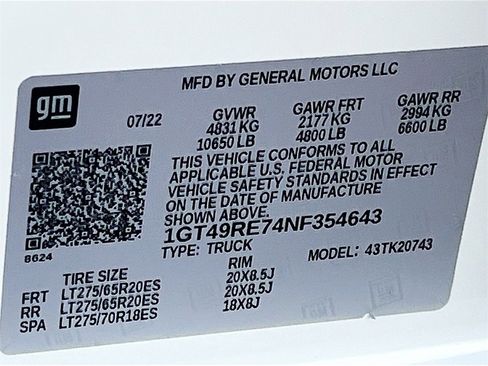 MFD BY GENERAL MOTORS LLC
gm
07/22 GVWR GAWR FRT GAWR RR
4831 KG 2177 KG 2994 KG
10650 LB 4800 LB 6600 LB
THIS VEHICLE CONFORMS TO ALL
APPLICABLE U.S. FEDERAL MOTOR
VEHICLE SAFETY STANDARDS IN EFFECT
ON THE DATE OF MANUFACTURE
SHOWN ABOVE.
1GT49RE74NF354643
8624
TYPE: TRUCK MODEL: 43TK20743
TIRE SIZE RIM
FRT LT275/65R20ES 20X8.5J
RR LT275/65R20ES 20X8.5J
SPA LT275/70R18ES 18X8J